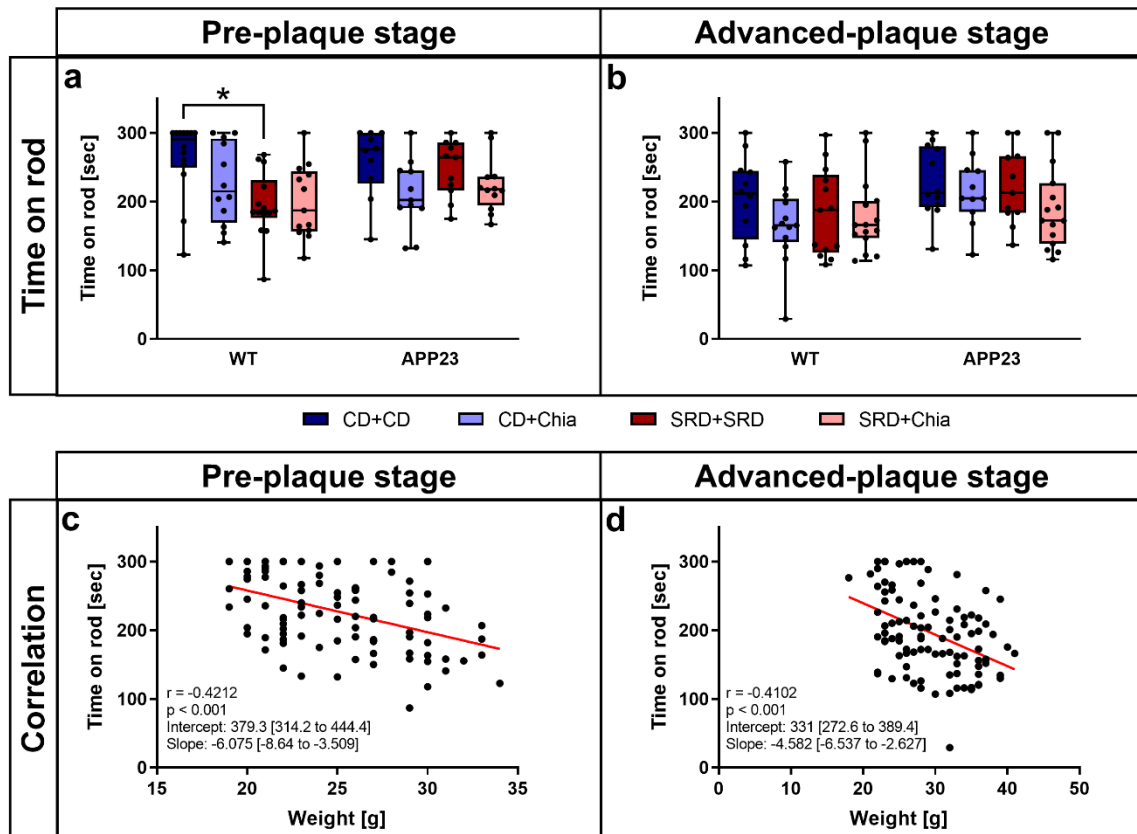 Pre-plaque stage
Advanced-plaque stage
Time on rod
a
*
Time on rod [sec]
300
200
100
0
WT
APP23
b
Time on rod [sec]
300
200
100
0
WT
APP23
CD+CD
CD+Chia
SRD+SRD
SRD+Chia
Pre-plaque stage
Advanced-plaque stage
Correlation
c
Time on rod [sec]
300
200
100
0
r = -0.4212
p < 0.001
Intercept: 379.3 [314.2 to 444.4]
Slope: -6.075 [-8.64 to -3.509]
15 20 25 30 35
Weight [g]
d
Time on rod [sec]
300
200
100
0
r = -0.4102
p < 0.001
Intercept: 331 [272.6 to 389.4]
Slope: -4.582 [-6.537 to -2.627]
0 10 20 30 40 50
Weight [g]